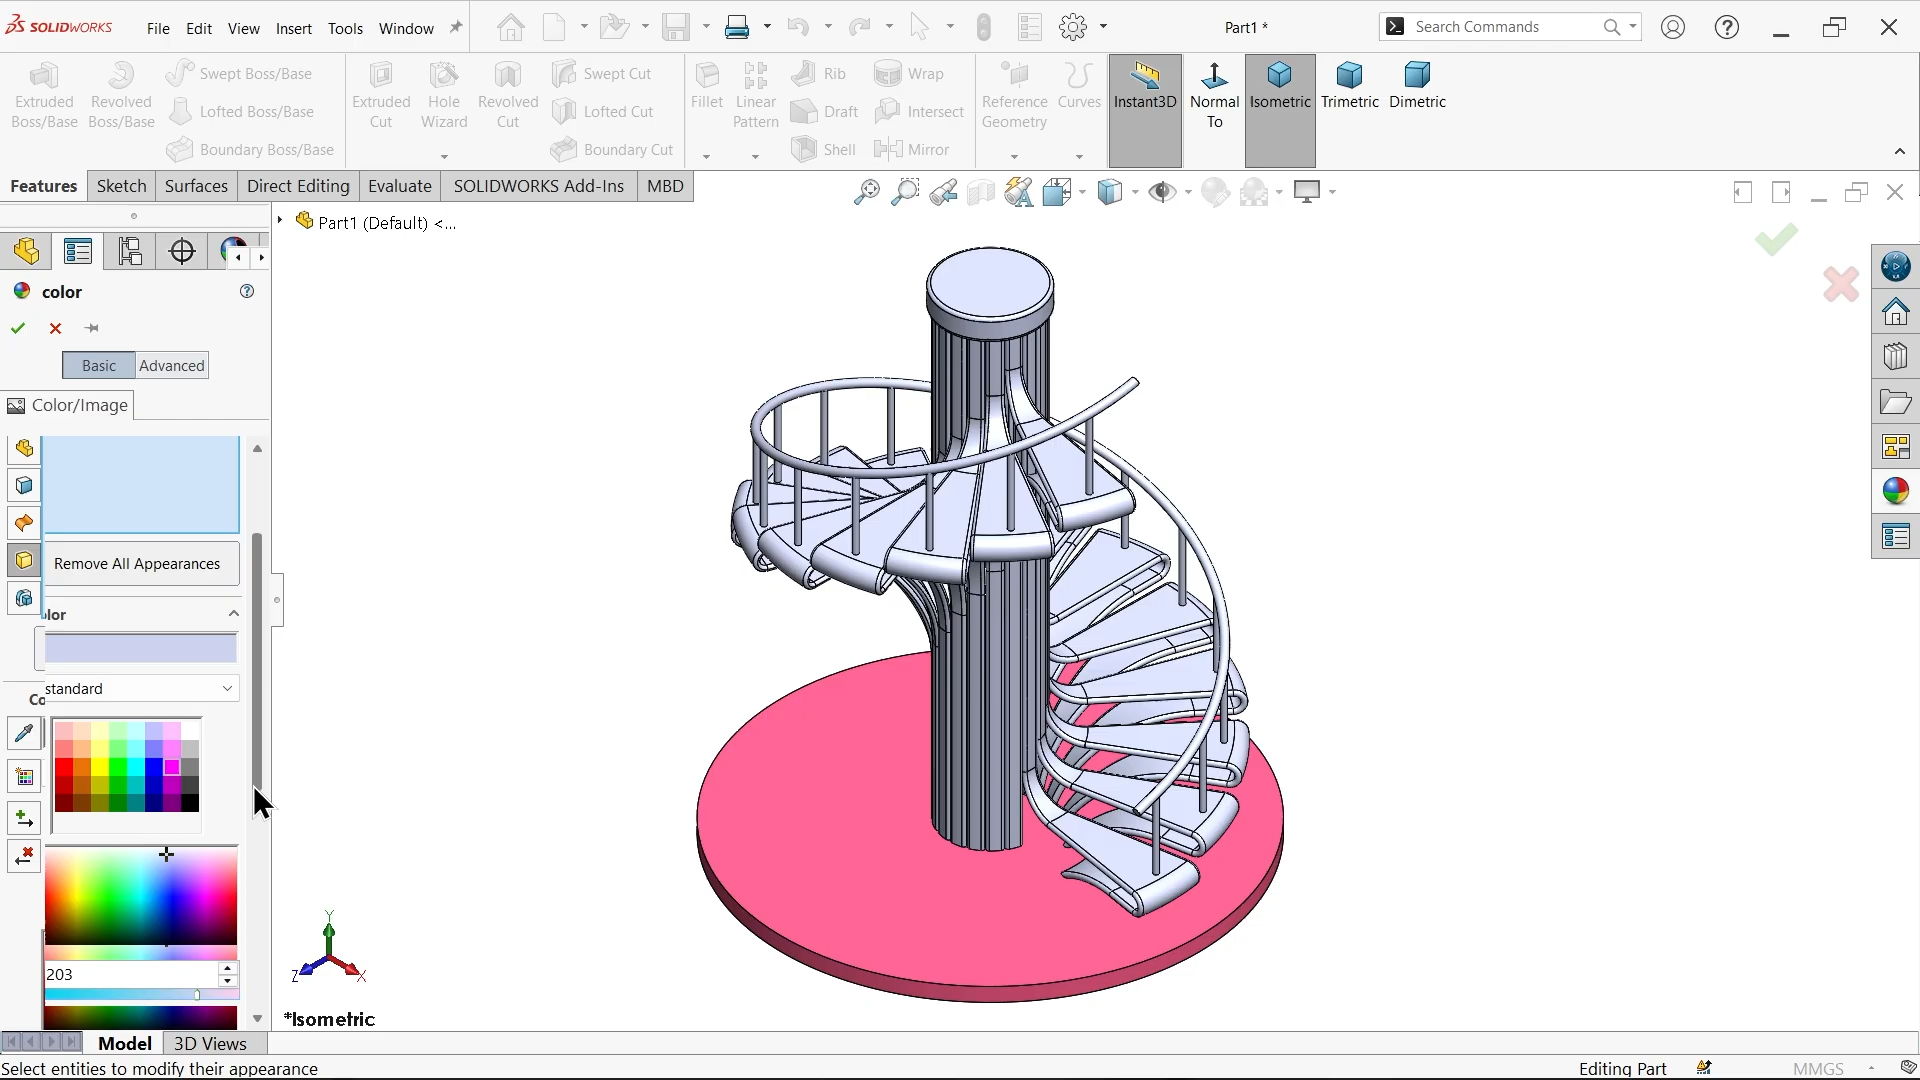 SOLIDWORKS File Edit View Insert Tools Window Part1 * Search Commands
Extruded Boss/Base
Revolved Boss/Base
Swept Boss/Base
Lofted Boss/Base
Boundary Boss/Base
Extruded Cut
Hole Wizard
Revolved Cut
Swept Cut
Lofted Cut
Boundary Cut
Fillet
Linear Pattern
Rib
Draft
Shell
Wrap
Intersect
Mirror
Reference Geometry
Curves
Instant3D
Normal To
Isometric
Trimetric
Dimetric
Features Sketch Surfaces Direct Editing Evaluate SOLIDWORKS Add-Ins MBD
Part1 (Default) <...
color
Basic Advanced
Color/Image
Remove All Appearances
lor
standard
Co
203
Y
Z X
*Isometric
Model 3D Views
Select entities to modify their appearance Editing Part MMGS